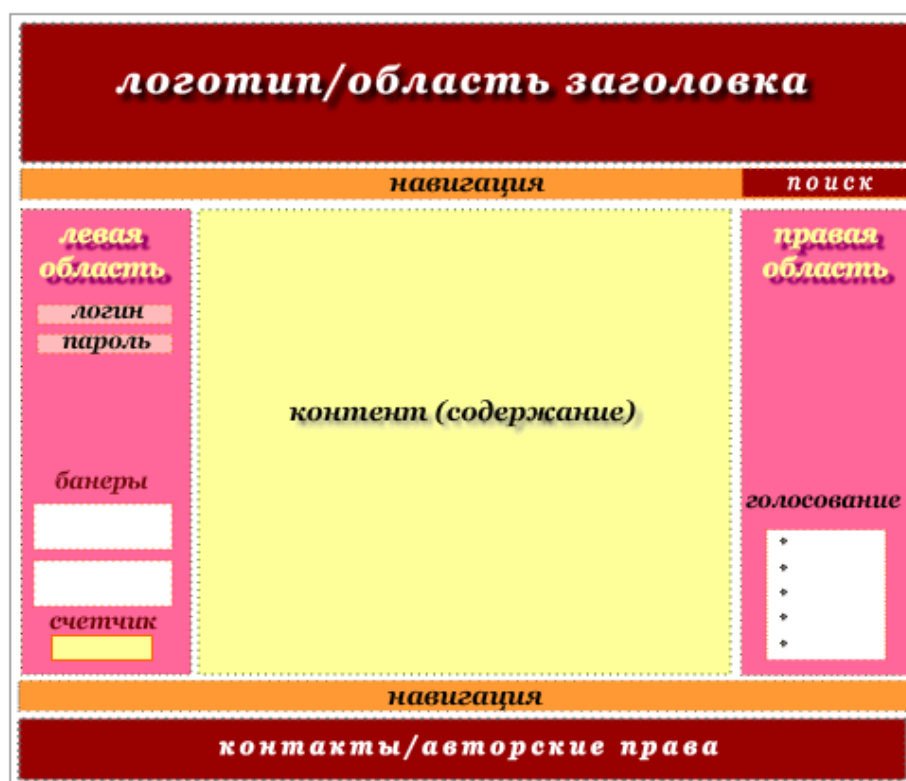 логотип/область заголовка
навигация
поиск
левая
область
логин
пароль
банеры
счетчик
контент (содержание)
правая
область
голосование
навигация
контакты/авторские права